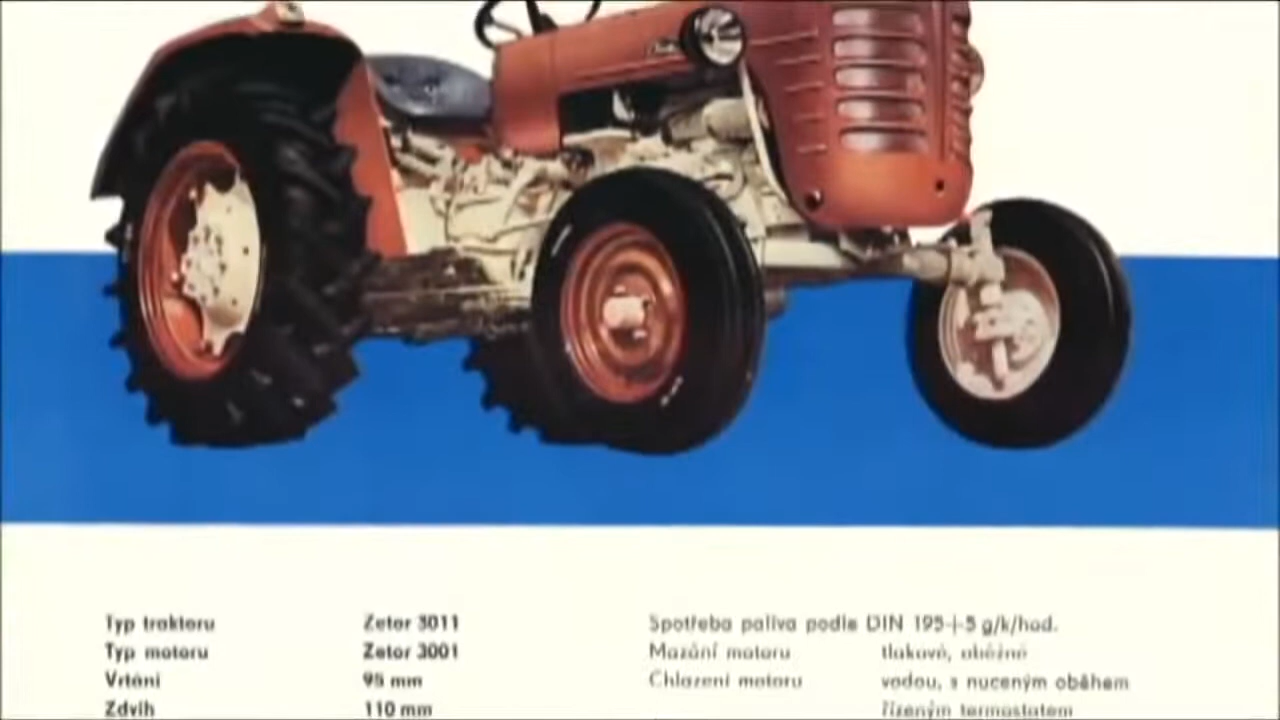 Typ traktoru Zetor 3011 Spotřeba paliva podle DIN 195+5 g/k/hod.
Typ motoru Zetor 3001 Mazání motoru tlakové, oběžné
Vrtání 95 mm Chlazení motoru vodou, s nuceným oběhem
Zdvih 110 mm řízeným termostatem